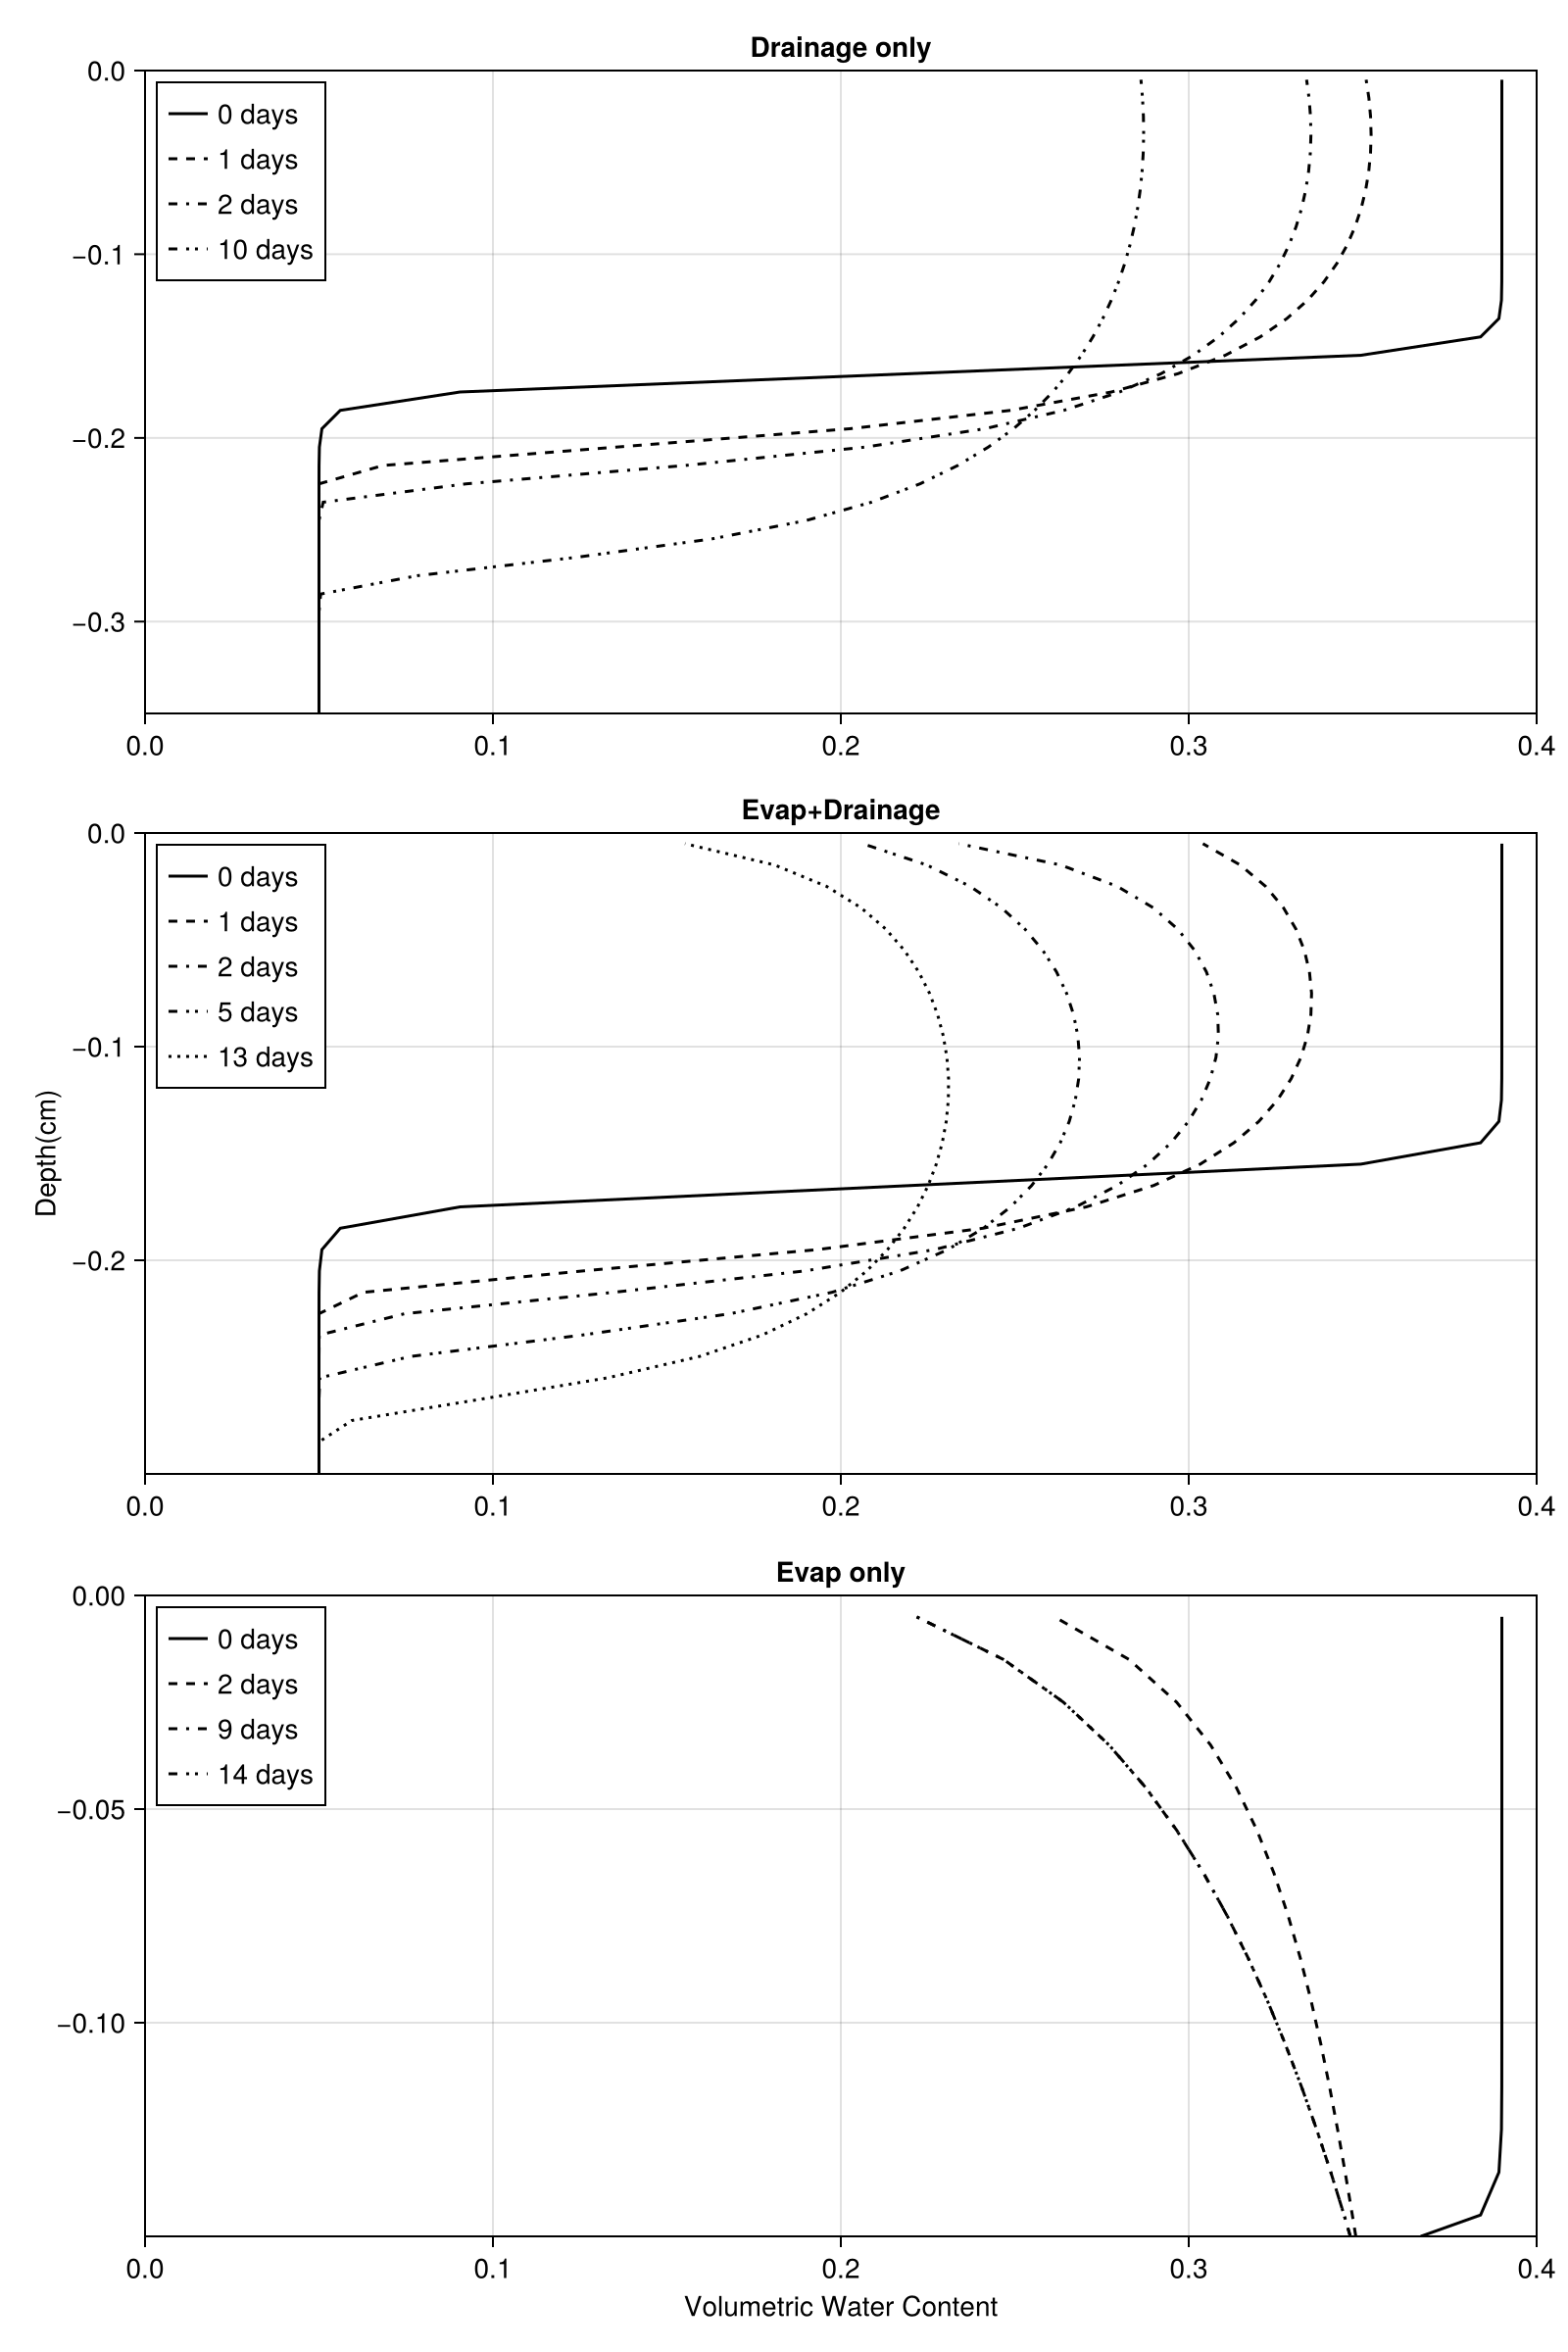 Drainage only
0.0
−0.1
−0.2
−0.3
0 days
1 days
2 days
10 days
0.0 0.1 0.2 0.3 0.4
Evap+Drainage
0.0
−0.1
−0.2
0 days
1 days
2 days
5 days
13 days
0.0 0.1 0.2 0.3 0.4
Depth(cm)
Evap only
0.00
−0.05
−0.10
0 days
2 days
9 days
14 days
0.0 0.1 0.2 0.3 0.4
Volumetric Water Content